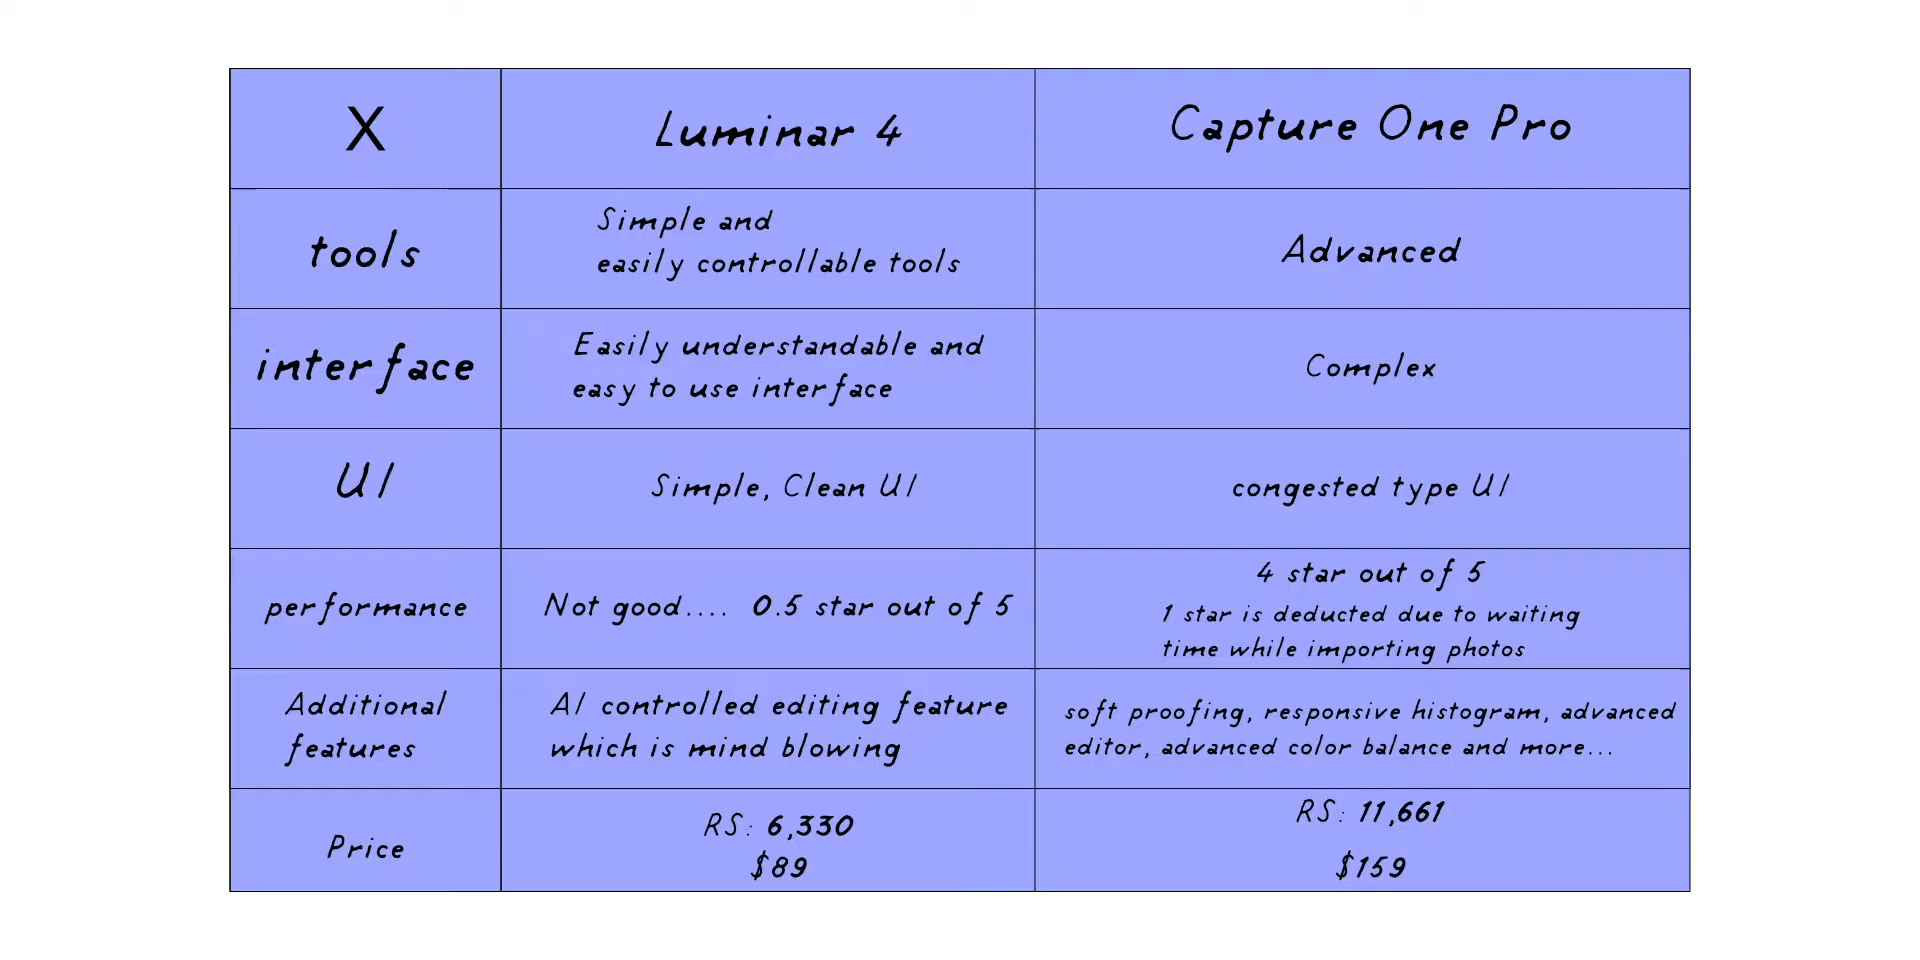 X
Luminar 4
Capture One Pro
tools
Simple and
easily controllable tools
Advanced
interface
Easily understandable and
easy to use interface
Complex
UI
Simple, Clean UI
congested type UI
performance
Not good.... 0.5 star out of 5
4 star out of 5
1 star is deducted due to waiting
time while importing photos
Additional
features
AI controlled editing feature
which is mind blowing
soft proofing, responsive histogram, advanced
editor, advanced color balance and more...
Price
RS: 6,330
$89
RS: 11,661
$159